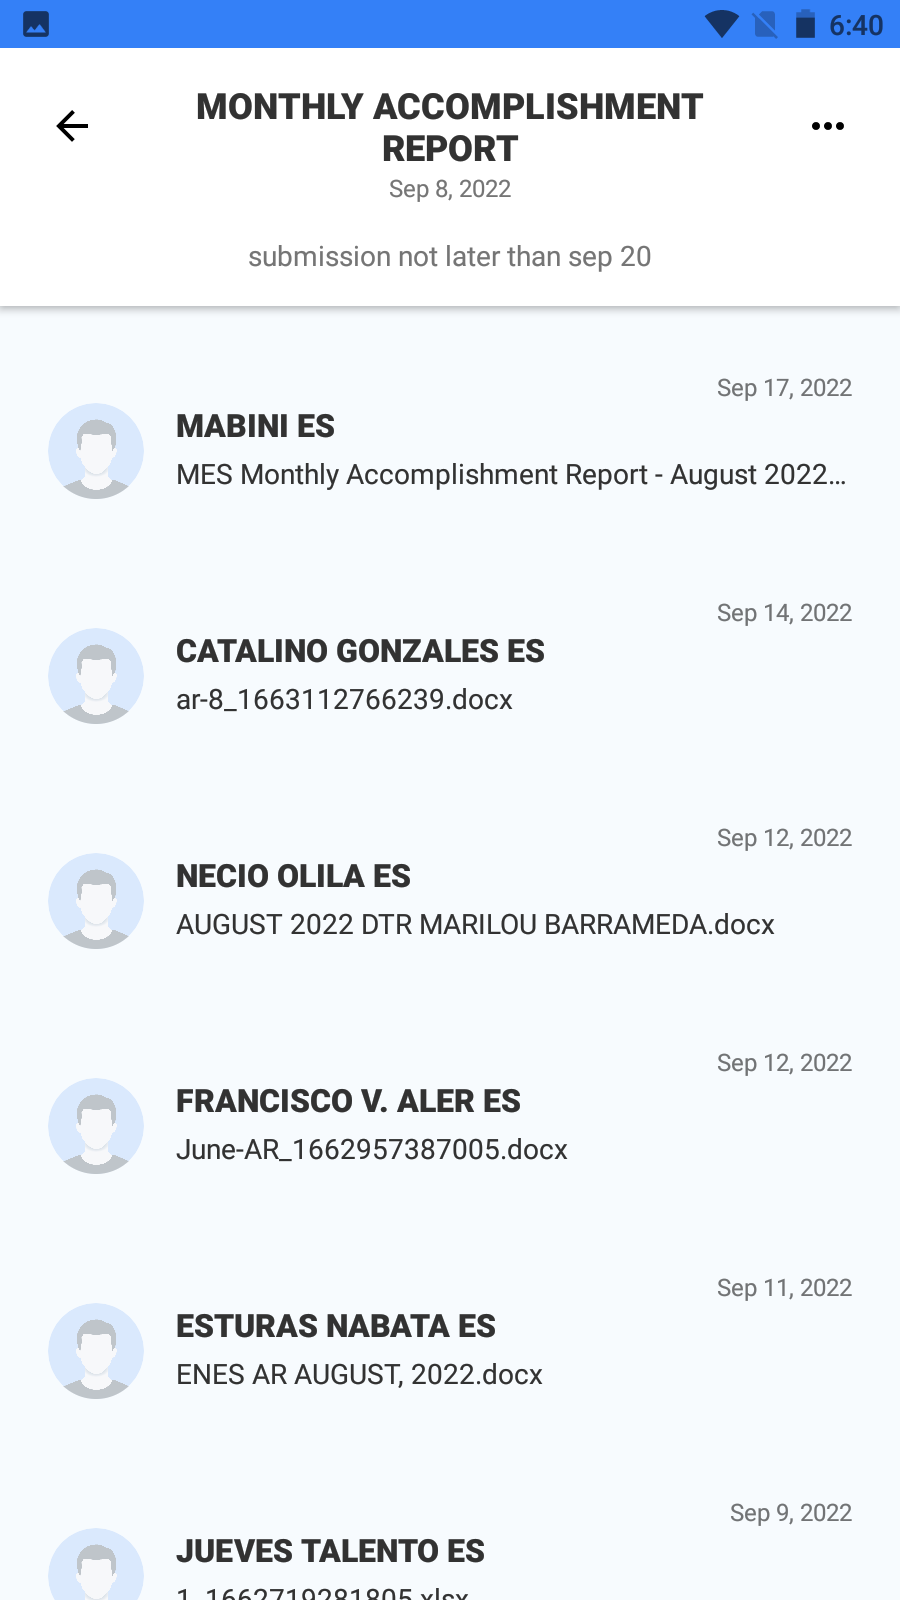 6:40
MONTHLY ACCOMPLISHMENT
REPORT
Sep 8, 2022
submission not later than sep 20
Sep 17, 2022
MABINI ES
MES Monthly Accomplishment Report - August 2022...
Sep 14, 2022
CATALINO GONZALES ES
ar-8_1663112766239.docx
Sep 12, 2022
NECIO OLILA ES
AUGUST 2022 DTR MARILOU BARRAMEDA.docx
Sep 12, 2022
FRANCISCO V. ALER ES
June-AR_1662957387005.docx
Sep 11, 2022
ESTURAS NABATA ES
ENES AR AUGUST, 2022.docx
Sep 9, 2022
JUEVES TALENTO ES
1_1662719281805.xlsx